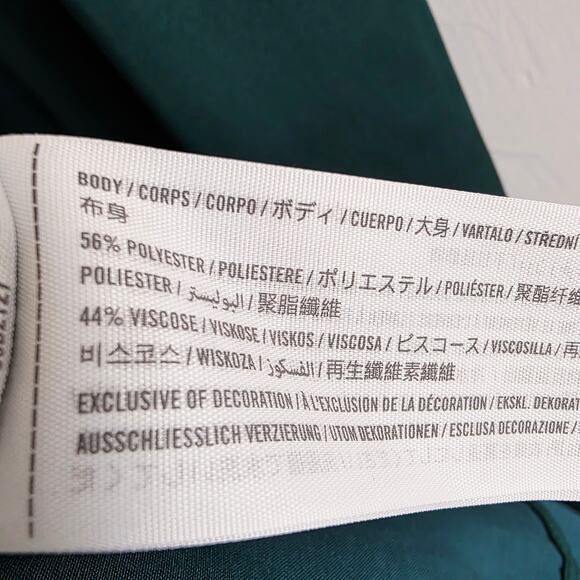 BODY / CORPS / CORPO / ボディ / CUERPO / 大身 / VARTALO / STŘEDNÍ
布身
56% POLYESTER / POLIESTERE / ポリエステル / POLIÉSTER / 聚酯纤维
POLIESTER / البوليستر / 聚脂纖維
44% VISCOSE / VISKOSE / VISKOS / VISCOSA / ビスコース / VISCOSILLA / 再
비스코스 / WISKOZA / الفسكوز / 再生纖維素纖維
EXCLUSIVE OF DECORATION / À L'EXCLUSION DE LA DÉCORATION / EKSKL. DEKORAT
AUSSCHLIESSLICH VERZIERUNG / UTOM DEKORATIONEN / ESCLUSA DECORAZIONE /